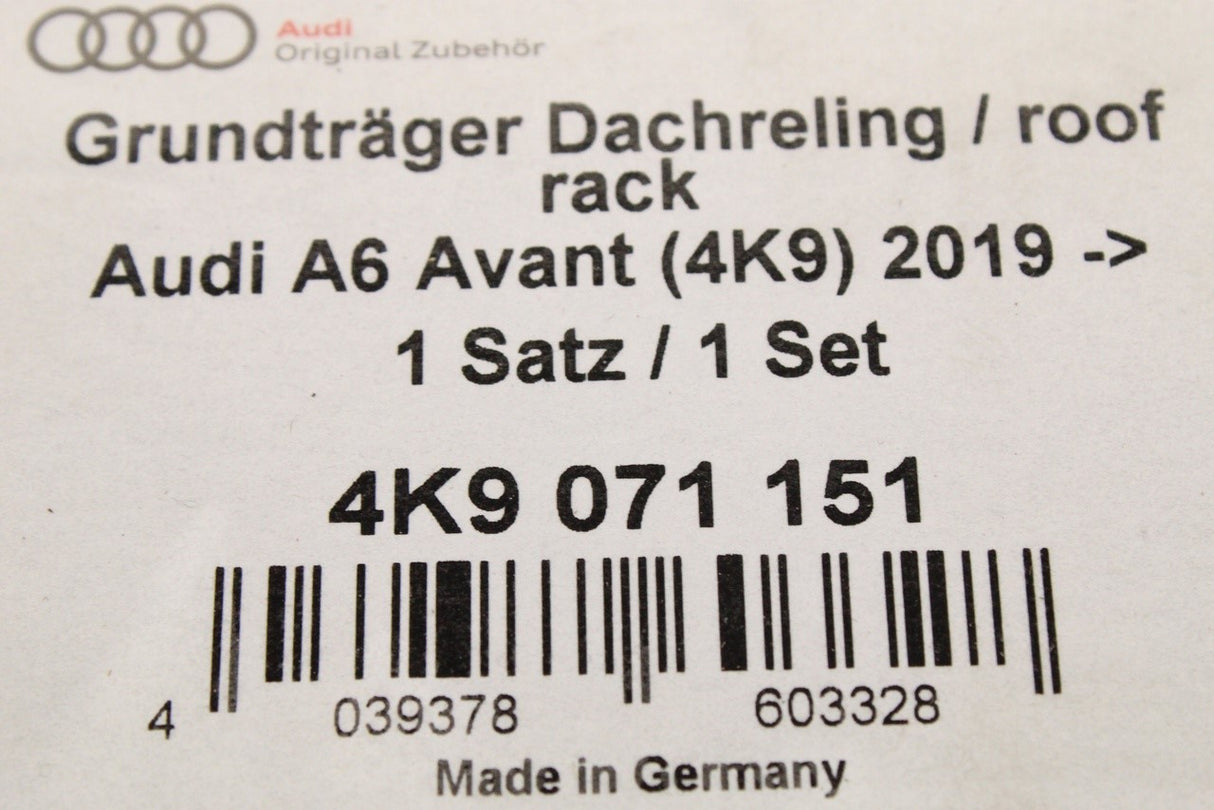 Audi
Original Zubehör
Grundträger Dachreling / roof
rack
Audi A6 Avant (4K9) 2019 ->
1 Satz / 1 Set
4K9 071 151
4 039378 603328
Made in Germany